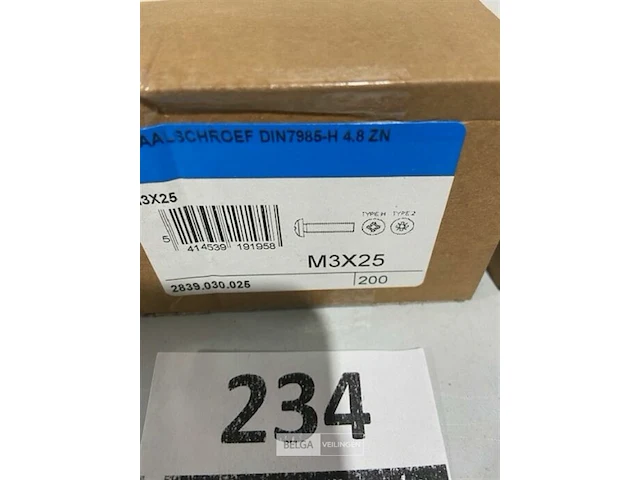 AALSCHROEF DIN7985-H 4.8 ZN
.3X25
TYPE H TYPE Z
5 414539 191958
M3X25
2839.030.025 200
234
BELGA VEILINGEN